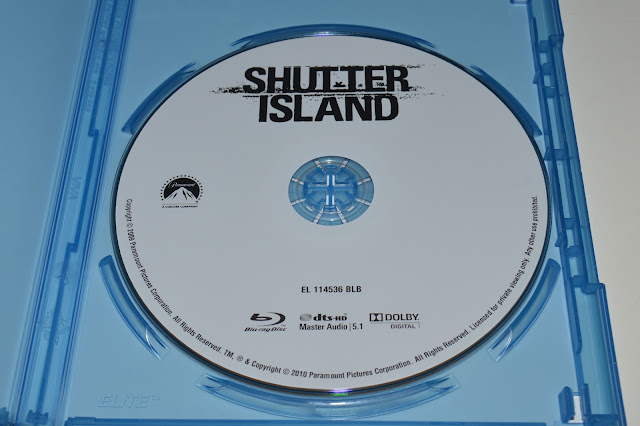 SHUTTER
ISLAND
Paramount
A VIACOM COMPANY
EL 114536 BLB
Blu-ray Disc
dts-HD
Master Audio 5.1
DOLBY
DIGITAL
Copyright © 2009 Paramount Pictures Corporation. All Rights Reserved. TM, ® & Copyright © 2010 Paramount Pictures Corporation. All Rights Reserved. Licensed for private viewing only. Any other use prohibited.
ELITE